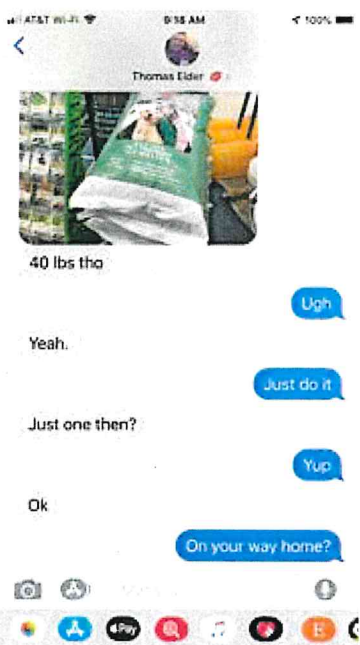 AT&T Wi-Fi 9:38 AM 100%
Thomas Elder
40 lbs tho
Ugh
Yeah.
Just do it
Just one then?
Yup
Ok
On your way home?
Pay